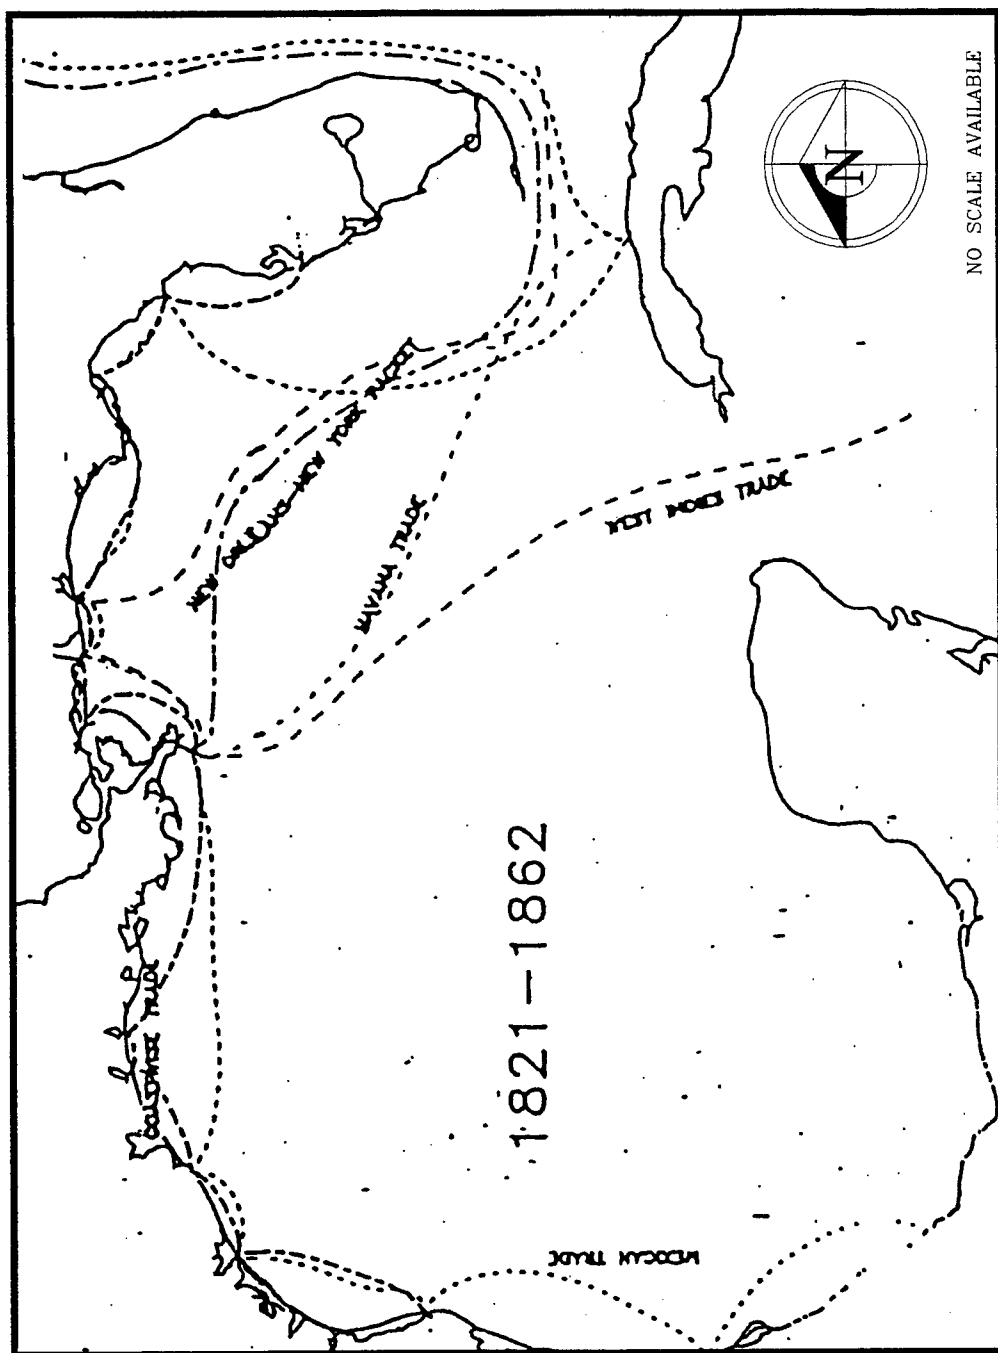 NEW ORLEANS-NEW YORK PACKET
HAVANA TRADE
WEST INDIES TRADE
COASTWISE TRADE
MEXICAN TRADE
1821-1862
N
NO SCALE AVAILABLE